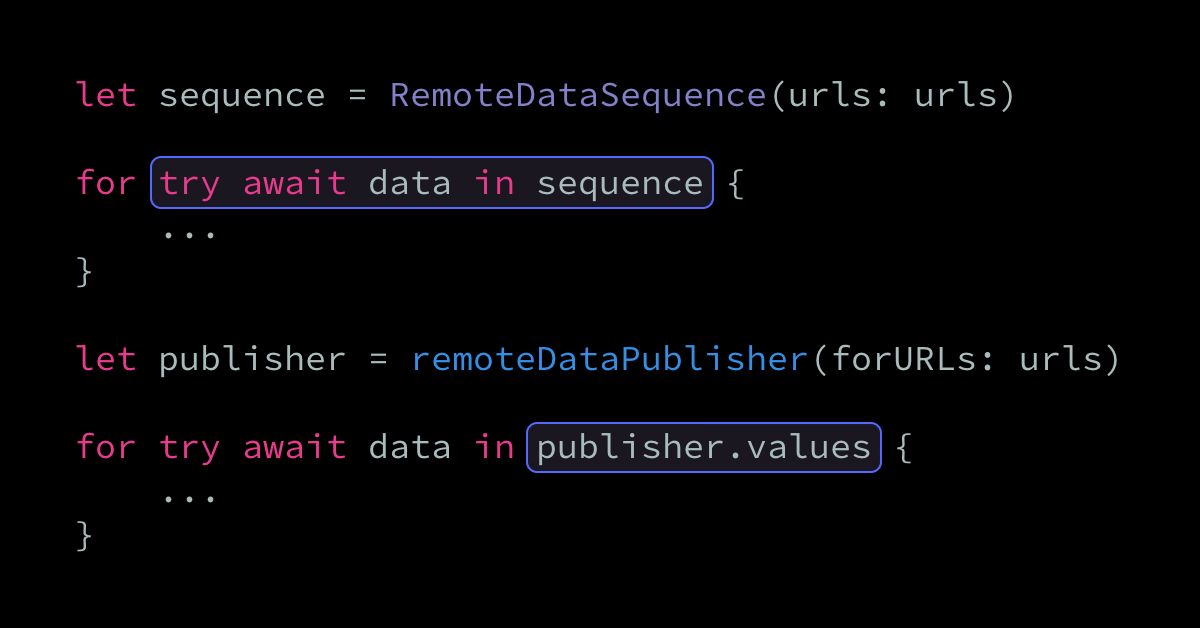 let sequence = RemoteDataSequence(urls: urls)
for try await data in sequence {
    ...
}
let publisher = remoteDataPublisher(forURLs: urls)
for try await data in publisher.values {
    ...
}